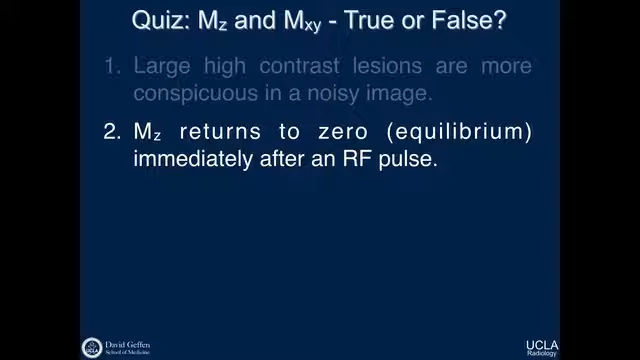 Quiz: Mz and Mxy - True or False?
1. Large high contrast lesions are more
conspicuous in a noisy image.
2. Mz returns to zero (equilibrium)
immediately after an RF pulse.
UCLA
David Geffen
School of Medicine
UCLA
Radiology